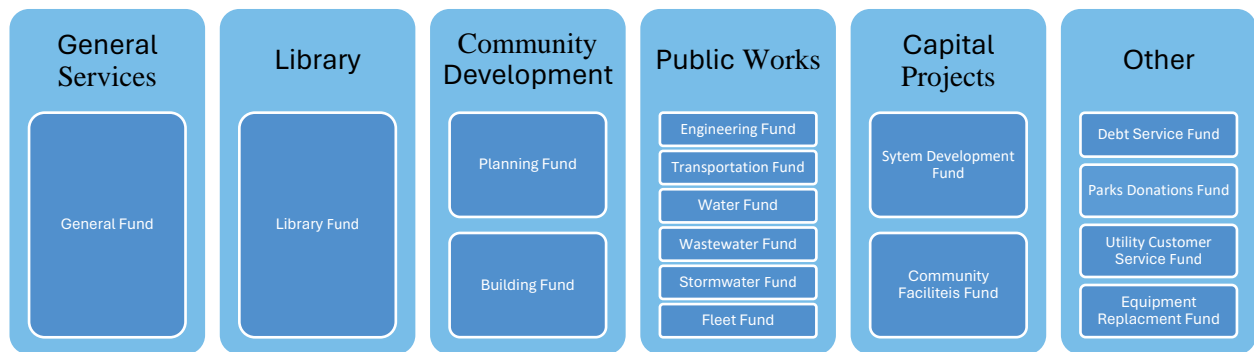 General
Services
General Fund
Library
Library Fund
Community
Development
Planning Fund
Building Fund
Public Works
Engineering Fund
Transportation Fund
Water Fund
Wastewater Fund
Stormwater Fund
Fleet Fund
Capital
Projects
Sytem Development
Fund
Community
Faciliteis Fund
Other
Debt Service Fund
Parks Donations Fund
Utility Customer
Service Fund
Equipment
Replacment Fund